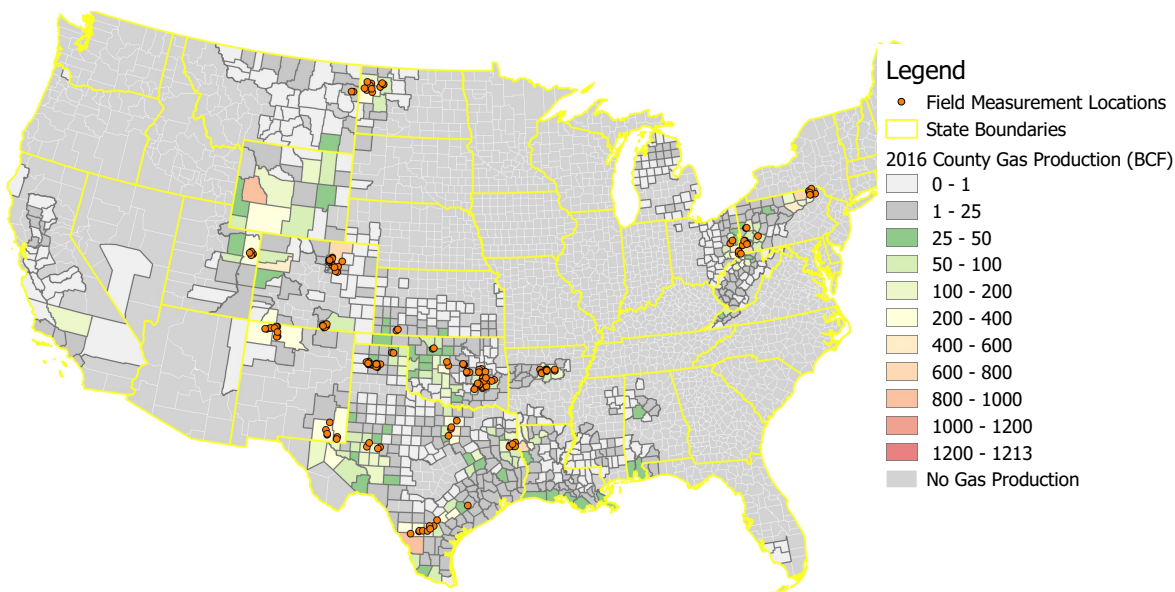 Legend
Field Measurement Locations
State Boundaries
2016 County Gas Production (BCF)
0 - 1
1 - 25
25 - 50
50 - 100
100 - 200
200 - 400
400 - 600
600 - 800
800 - 1000
1000 - 1200
1200 - 1213
No Gas Production